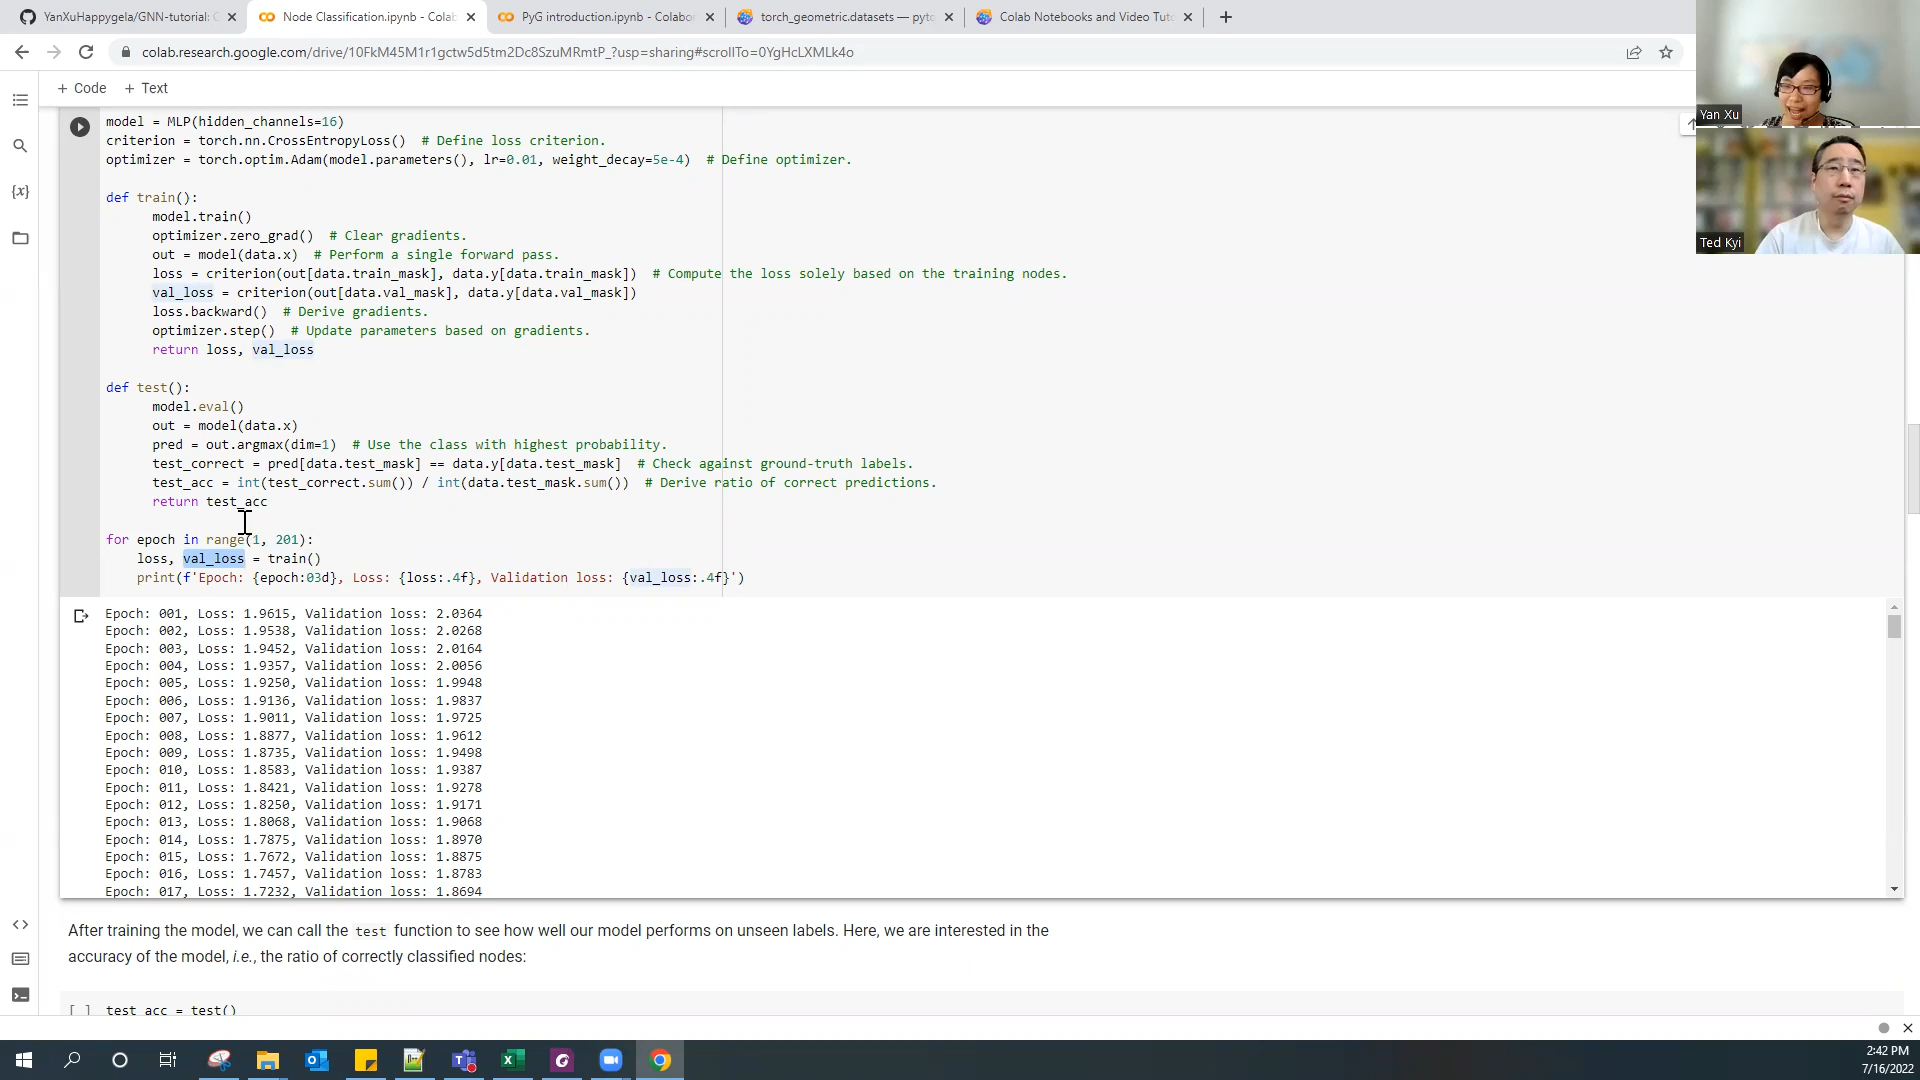 YanXuHappygela/GNN-tutorial: C
Node Classification.ipynb - Colab
PyG introduction.ipynb - Colabor
torch_geometric.datasets — pyto
Colab Notebooks and Video Tut
colab.research.google.com/drive/10FkM45M1r1gctw5d5tm2Dc8SzuMRmtP_?usp=sharing#scrollTo=0YgHcLXMLk4o
+ Code + Text
Yan Xu
Ted Kyi
model = MLP(hidden_channels=16)
criterion = torch.nn.CrossEntropyLoss()  # Define loss criterion.
optimizer = torch.optim.Adam(model.parameters(), lr=0.01, weight_decay=5e-4)  # Define optimizer.
def train():
model.train()
optimizer.zero_grad()  # Clear gradients.
out = model(data.x)  # Perform a single forward pass.
loss = criterion(out[data.train_mask], data.y[data.train_mask])  # Compute the loss solely based on the training nodes.
val_loss = criterion(out[data.val_mask], data.y[data.val_mask])
loss.backward()  # Derive gradients.
optimizer.step()  # Update parameters based on gradients.
return loss, val_loss
def test():
model.eval()
out = model(data.x)
pred = out.argmax(dim=1)  # Use the class with highest probability.
test_correct = pred[data.test_mask] == data.y[data.test_mask]  # Check against ground-truth labels.
test_acc = int(test_correct.sum()) / int(data.test_mask.sum())  # Derive ratio of correct predictions.
return test_acc
for epoch in range(1, 201):
loss, val_loss = train()
print(f'Epoch: {epoch:03d}, Loss: {loss:.4f}, Validation loss: {val_loss:.4f}')
Epoch: 001, Loss: 1.9615, Validation loss: 2.0364
Epoch: 002, Loss: 1.9538, Validation loss: 2.0268
Epoch: 003, Loss: 1.9452, Validation loss: 2.0164
Epoch: 004, Loss: 1.9357, Validation loss: 2.0056
Epoch: 005, Loss: 1.9250, Validation loss: 1.9948
Epoch: 006, Loss: 1.9136, Validation loss: 1.9837
Epoch: 007, Loss: 1.9011, Validation loss: 1.9725
Epoch: 008, Loss: 1.8877, Validation loss: 1.9612
Epoch: 009, Loss: 1.8735, Validation loss: 1.9498
Epoch: 010, Loss: 1.8583, Validation loss: 1.9387
Epoch: 011, Loss: 1.8421, Validation loss: 1.9278
Epoch: 012, Loss: 1.8250, Validation loss: 1.9171
Epoch: 013, Loss: 1.8068, Validation loss: 1.9068
Epoch: 014, Loss: 1.7875, Validation loss: 1.8970
Epoch: 015, Loss: 1.7672, Validation loss: 1.8875
Epoch: 016, Loss: 1.7457, Validation loss: 1.8783
Epoch: 017, Loss: 1.7232, Validation loss: 1.8694
After training the model, we can call the test function to see how well our model performs on unseen labels. Here, we are interested in the
accuracy of the model, i.e., the ratio of correctly classified nodes:
[ ] test_acc = test()
2:42 PM
7/16/2022